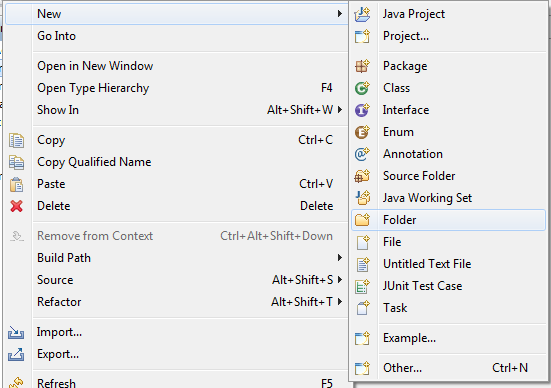 New
Go Into
Open in New Window
Open Type Hierarchy F4
Show In Alt+Shift+W
Copy Ctrl+C
Copy Qualified Name
Paste Ctrl+V
Delete Delete
Remove from Context Ctrl+Alt+Shift+Down
Build Path
Source Alt+Shift+S
Refactor Alt+Shift+T
Import...
Export...
Refresh F5
Java Project
Project...
Package
Class
Interface
Enum
Annotation
Source Folder
Java Working Set
Folder
File
Untitled Text File
JUnit Test Case
Task
Example...
Other... Ctrl+N